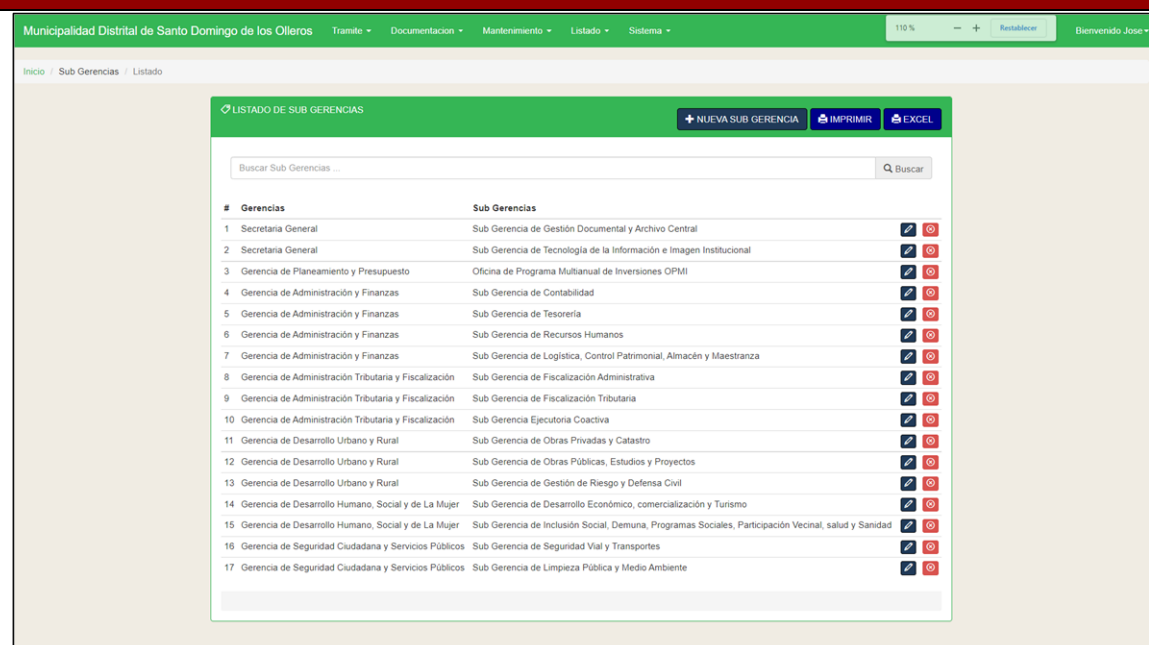 Municipalidad Distrital de Santo Domingo de los Olleros Tramite Documentacion Mantenimiento Listado Sistema 110 % − + Restablecer Bienvenido Jose
Inicio / Sub Gerencias / Listado
LISTADO DE SUB GERENCIAS
+ NUEVA SUB GERENCIA IMPRIMIR EXCEL
Buscar Sub Gerencias ... Buscar
# Gerencias Sub Gerencias
1 Secretaria General Sub Gerencia de Gestión Documental y Archivo Central
2 Secretaria General Sub Gerencia de Tecnología de la Información e Imagen Institucional
3 Gerencia de Planeamiento y Presupuesto Oficina de Programa Multianual de Inversiones OPMI
4 Gerencia de Administración y Finanzas Sub Gerencia de Contabilidad
5 Gerencia de Administración y Finanzas Sub Gerencia de Tesorería
6 Gerencia de Administración y Finanzas Sub Gerencia de Recursos Humanos
7 Gerencia de Administración y Finanzas Sub Gerencia de Logística, Control Patrimonial, Almacén y Maestranza
8 Gerencia de Administración Tributaria y Fiscalización Sub Gerencia de Fiscalización Administrativa
9 Gerencia de Administración Tributaria y Fiscalización Sub Gerencia de Fiscalización Tributaria
10 Gerencia de Administración Tributaria y Fiscalización Sub Gerencia Ejecutoria Coactiva
11 Gerencia de Desarrollo Urbano y Rural Sub Gerencia de Obras Privadas y Catastro
12 Gerencia de Desarrollo Urbano y Rural Sub Gerencia de Obras Públicas, Estudios y Proyectos
13 Gerencia de Desarrollo Urbano y Rural Sub Gerencia de Gestión de Riesgo y Defensa Civil
14 Gerencia de Desarrollo Humano, Social y de La Mujer Sub Gerencia de Desarrollo Económico, comercialización y Turismo
15 Gerencia de Desarrollo Humano, Social y de La Mujer Sub Gerencia de Inclusión Social, Demuna, Programas Sociales, Participación Vecinal, salud y Sanidad
16 Gerencia de Seguridad Ciudadana y Servicios Públicos Sub Gerencia de Seguridad Vial y Transportes
17 Gerencia de Seguridad Ciudadana y Servicios Públicos Sub Gerencia de Limpieza Pública y Medio Ambiente